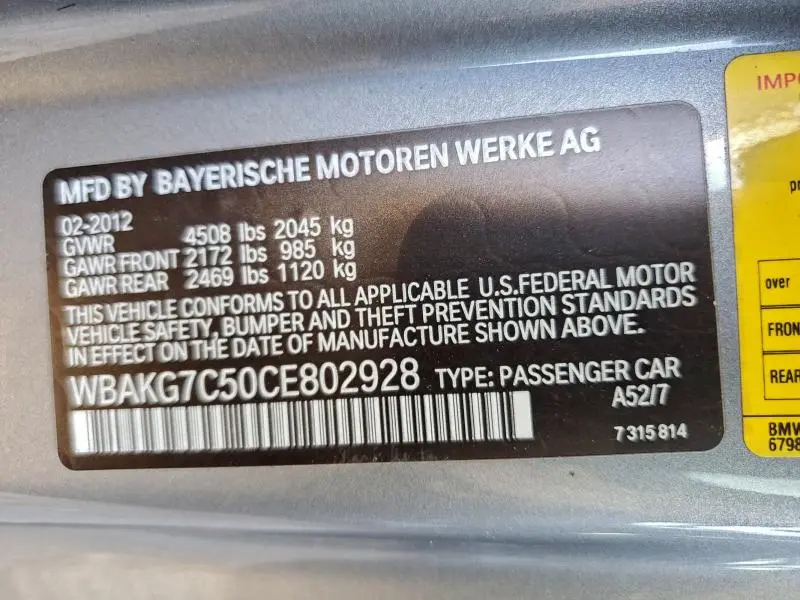 MFD BY BAYERISCHE MOTOREN WERKE AG
02-2012
GVWR 4508 lbs 2045 kg
GAWR FRONT 2172 lbs 985 kg
GAWR REAR 2469 lbs 1120 kg
THIS VEHICLE CONFORMS TO ALL APPLICABLE U.S.FEDERAL MOTOR
VEHICLE SAFETY, BUMPER AND THEFT PREVENTION STANDARDS
IN EFFECT ON THE DATE OF MANUFACTURE SHOWN ABOVE.
WBAKG7C50CE802928 TYPE: PASSENGER CAR
A52/7
7 315 814
IMPO
over
FRON
REAR
BMW
6798